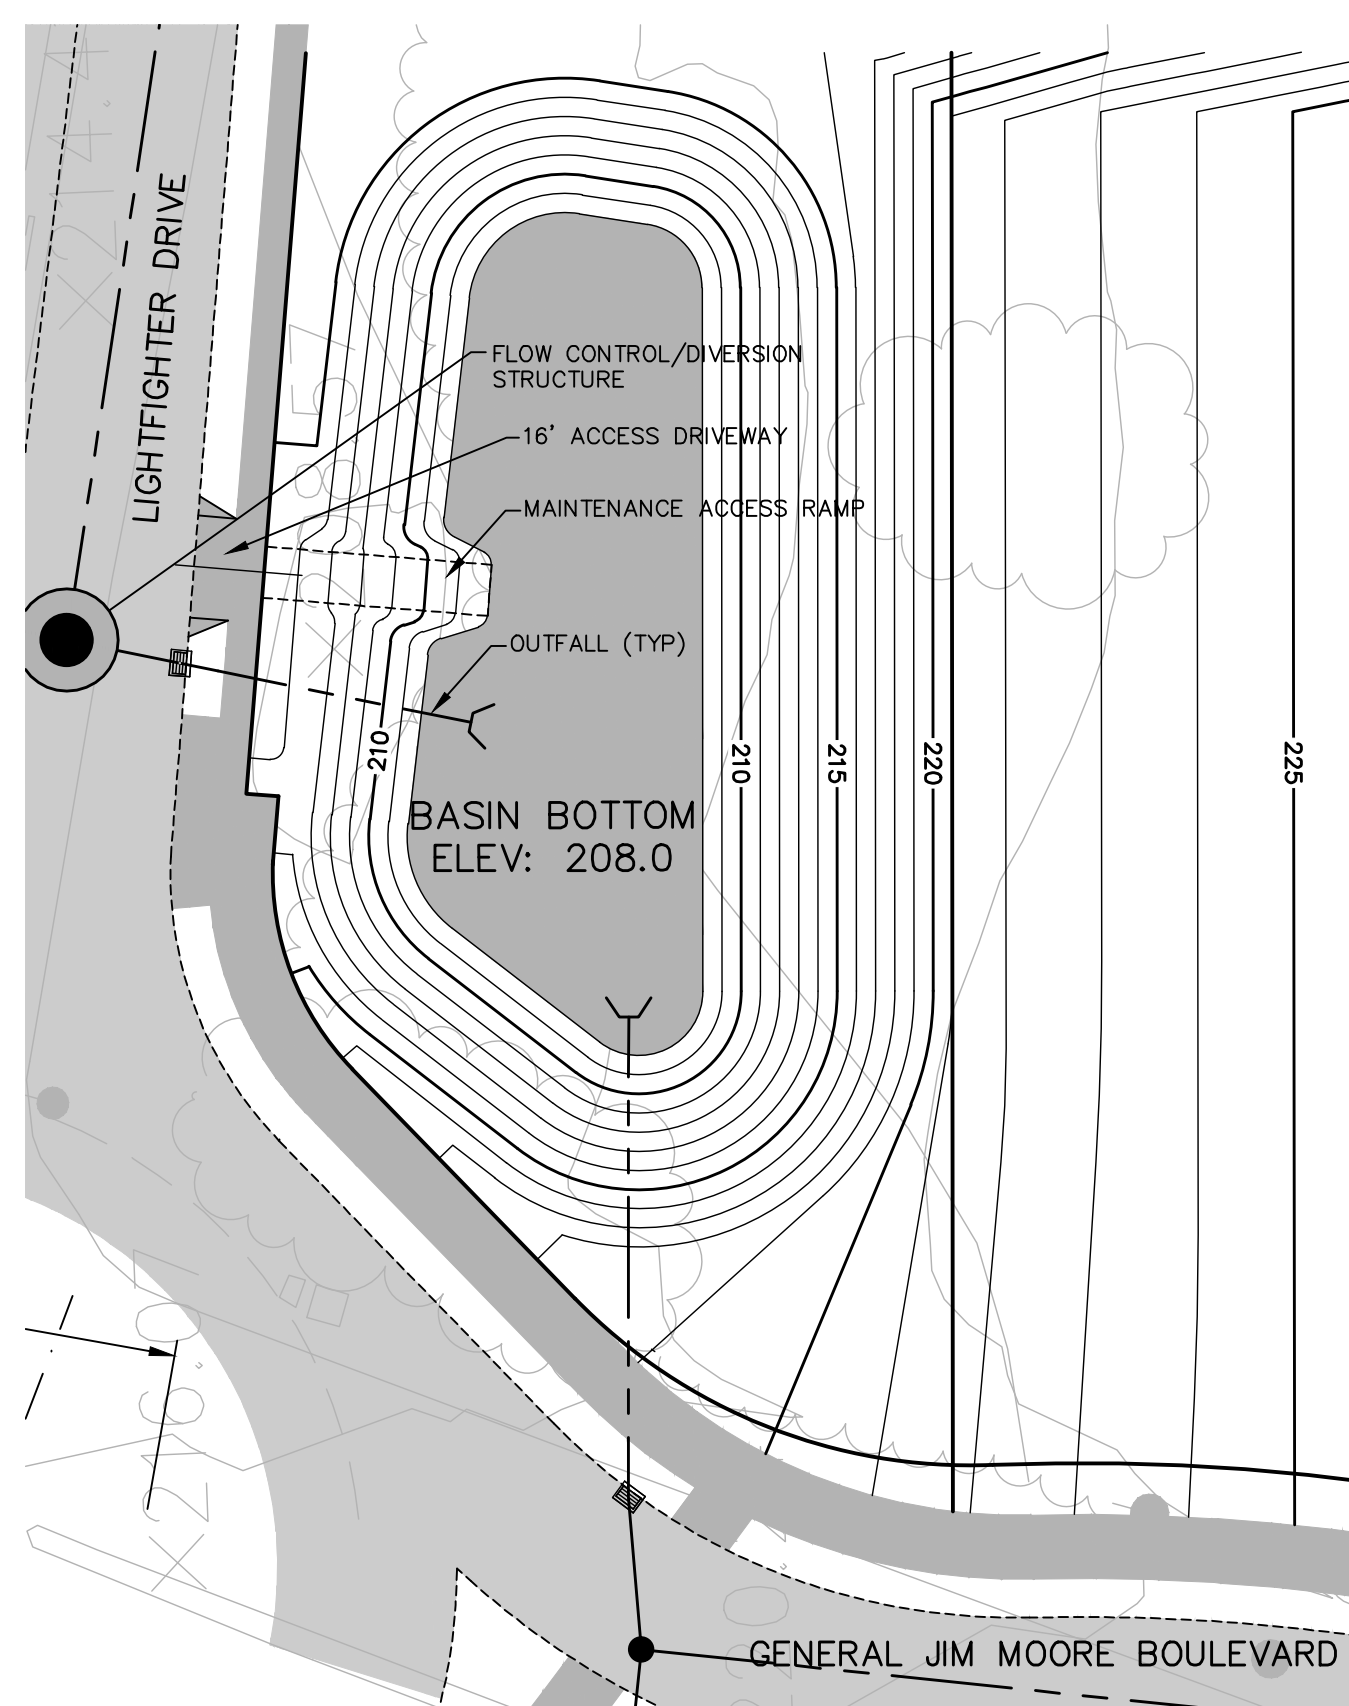 LIGHTFIGHTER DRIVE
FLOW CONTROL/DIVERSION
STRUCTURE
16' ACCESS DRIVEWAY
MAINTENANCE ACCESS RAMP
OUTFALL (TYP)
210
210
215
220
225
BASIN BOTTOM
ELEV: 208.0
GENERAL JIM MOORE BOULEVARD